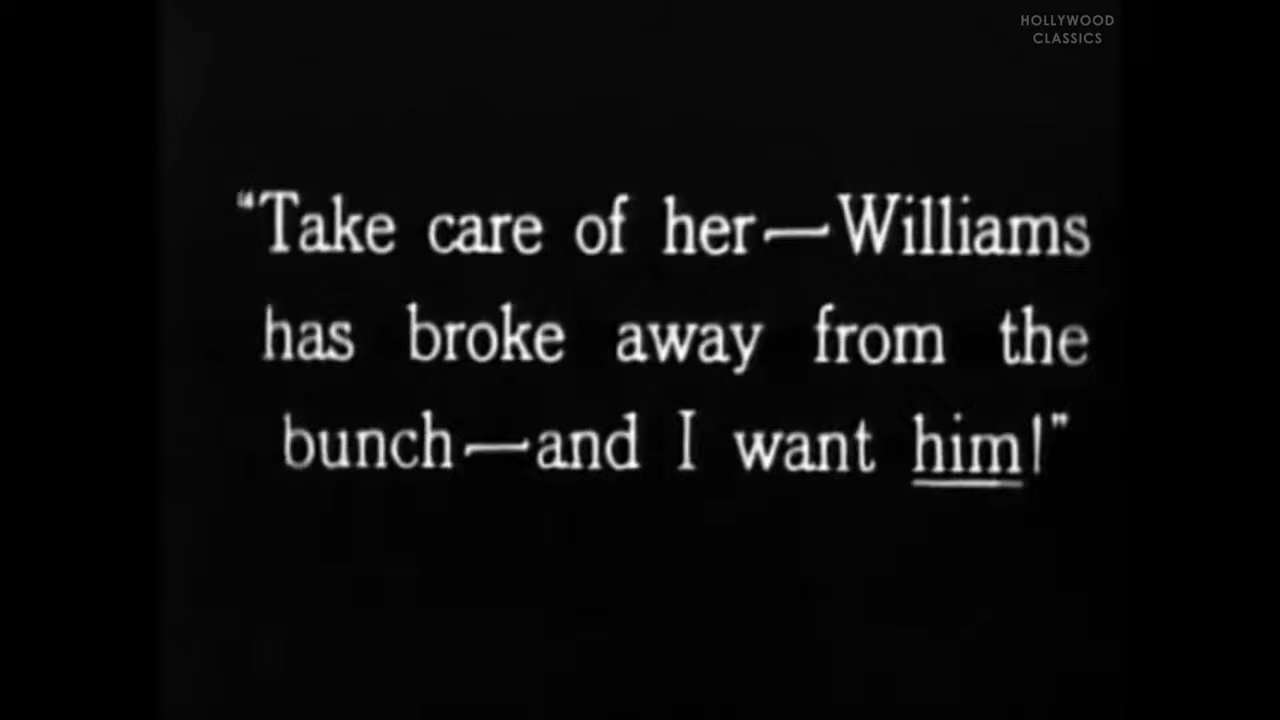 HOLLYWOOD
CLASSICS
“Take care of her—Williams
has broke away from the
bunch—and I want him!”